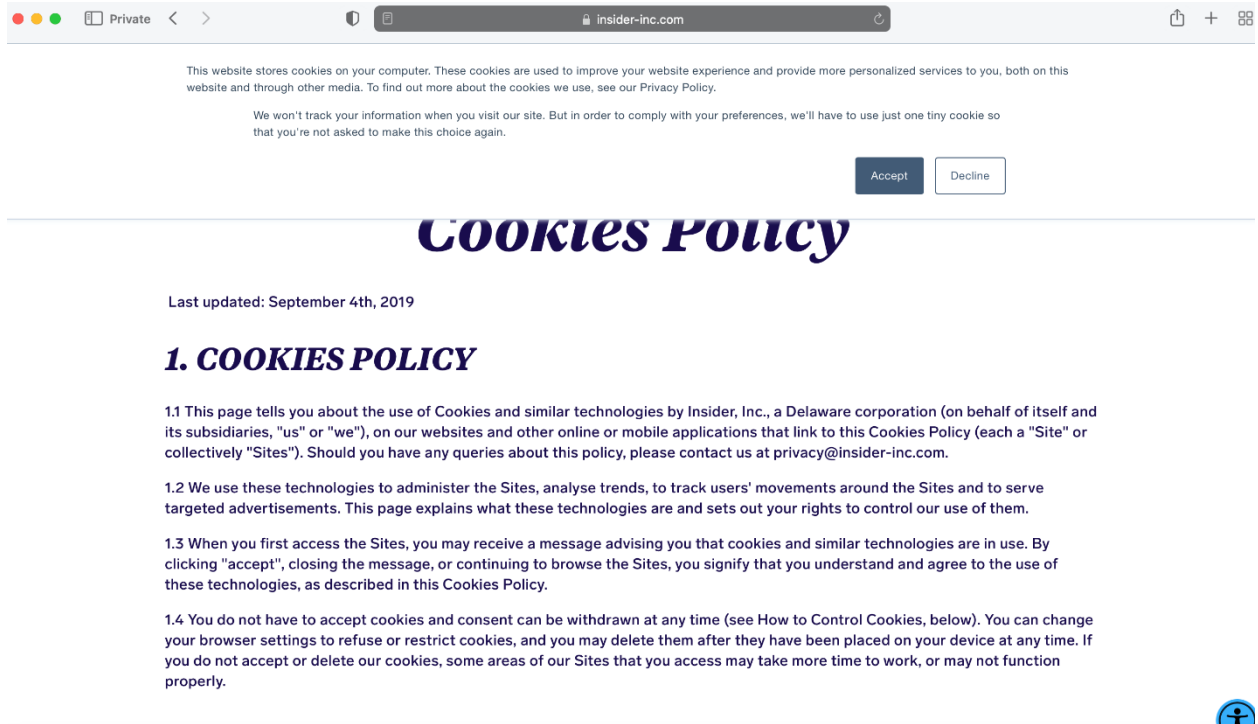 Private
insider-inc.com
This website stores cookies on your computer. These cookies are used to improve your website experience and provide more personalized services to you, both on this
website and through other media. To find out more about the cookies we use, see our Privacy Policy.
We won't track your information when you visit our site. But in order to comply with your preferences, we'll have to use just one tiny cookie so
that you're not asked to make this choice again.
Accept Decline
Cookies Policy
Last updated: September 4th, 2019
1. COOKIES POLICY
1.1 This page tells you about the use of Cookies and similar technologies by Insider, Inc., a Delaware corporation (on behalf of itself and
its subsidiaries, "us" or "we"), on our websites and other online or mobile applications that link to this Cookies Policy (each a "Site" or
collectively "Sites"). Should you have any queries about this policy, please contact us at privacy@insider-inc.com.
1.2 We use these technologies to administer the Sites, analyse trends, to track users' movements around the Sites and to serve
targeted advertisements. This page explains what these technologies are and sets out your rights to control our use of them.
1.3 When you first access the Sites, you may receive a message advising you that cookies and similar technologies are in use. By
clicking "accept", closing the message, or continuing to browse the Sites, you signify that you understand and agree to the use of
these technologies, as described in this Cookies Policy.
1.4 You do not have to accept cookies and consent can be withdrawn at any time (see How to Control Cookies, below). You can change
your browser settings to refuse or restrict cookies, and you may delete them after they have been placed on your device at any time. If
you do not accept or delete our cookies, some areas of our Sites that you access may take more time to work, or may not function
properly.